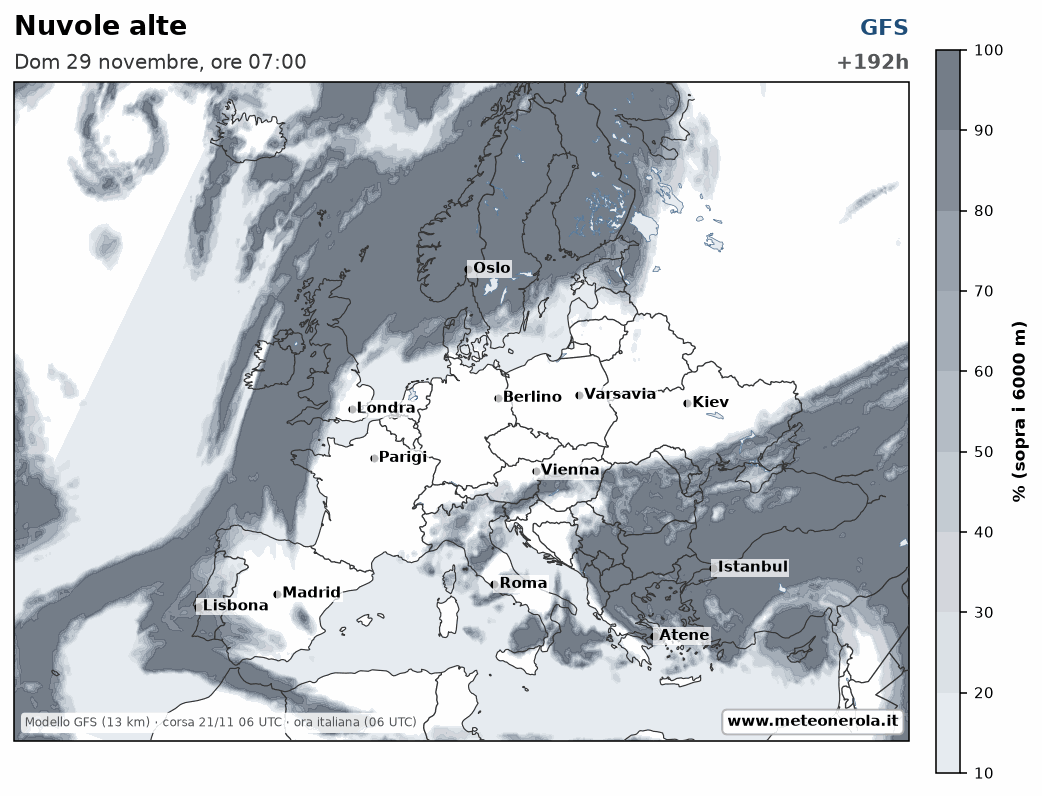 Nuvole alte
GFS
Dom 29 novembre, ore 07:00
+192h
100
90
80
70
60
50
40
30
20
10
% (sopra i 6000 m)
Oslo
Londra
Berlino
Varsavia
Kiev
Parigi
Vienna
Madrid
Lisbona
Roma
Istanbul
Atene
Modello GFS (13 km) · corsa 21/11 06 UTC · ora italiana (06 UTC)
www.meteonerola.it